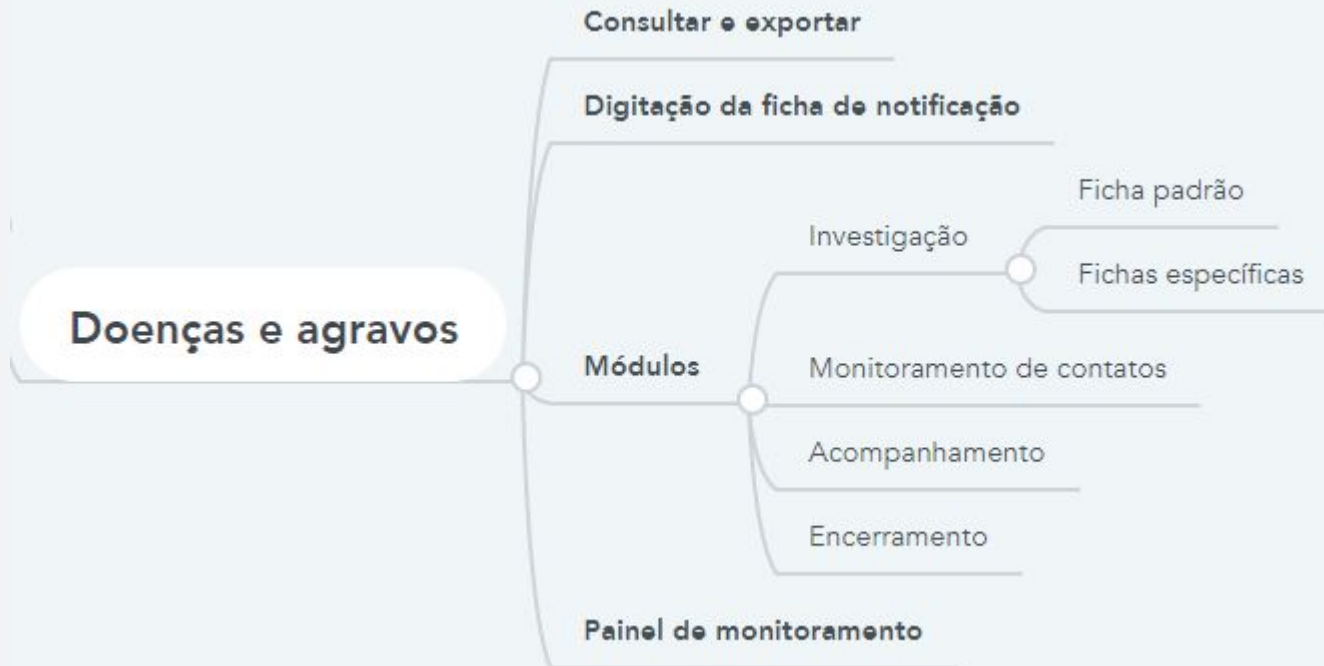 Consultar e exportar
Digitação da ficha de notificação
Ficha padrão
Investigação
Fichas específicas
Doenças e agravos
Módulos
Monitoramento de contatos
Acompanhamento
Encerramento
Painel de monitoramento